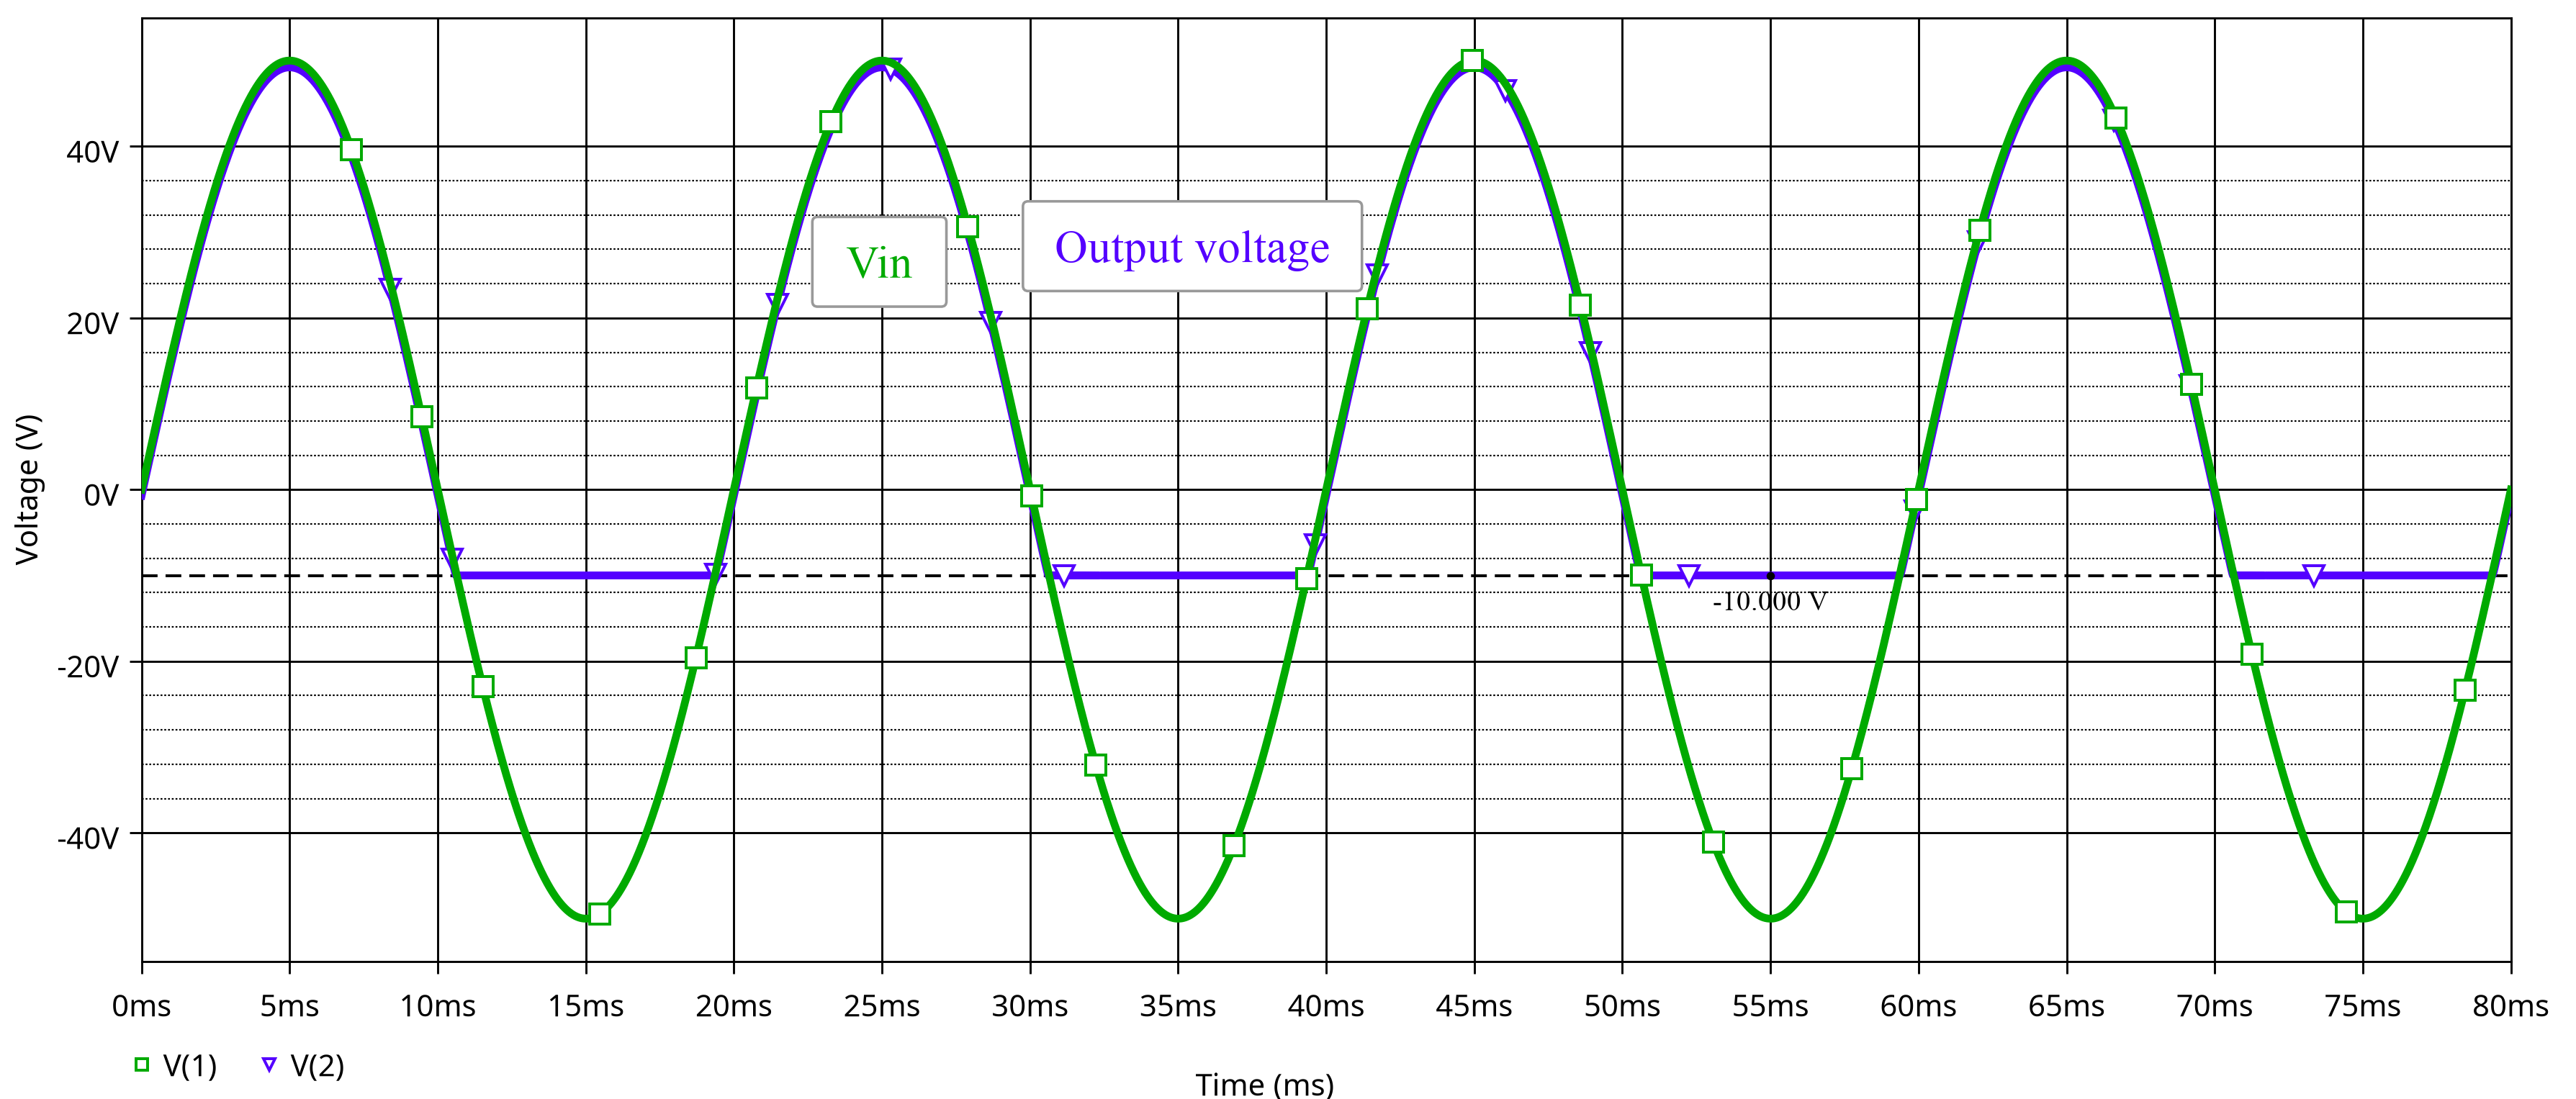 40V
20V
0V
-20V
-40V
Voltage (V)
Vin
Output voltage
-10.000 V
0ms 5ms 10ms 15ms 20ms 25ms 30ms 35ms 40ms 45ms 50ms 55ms 60ms 65ms 70ms 75ms 80ms
V(1) V(2)
Time (ms)